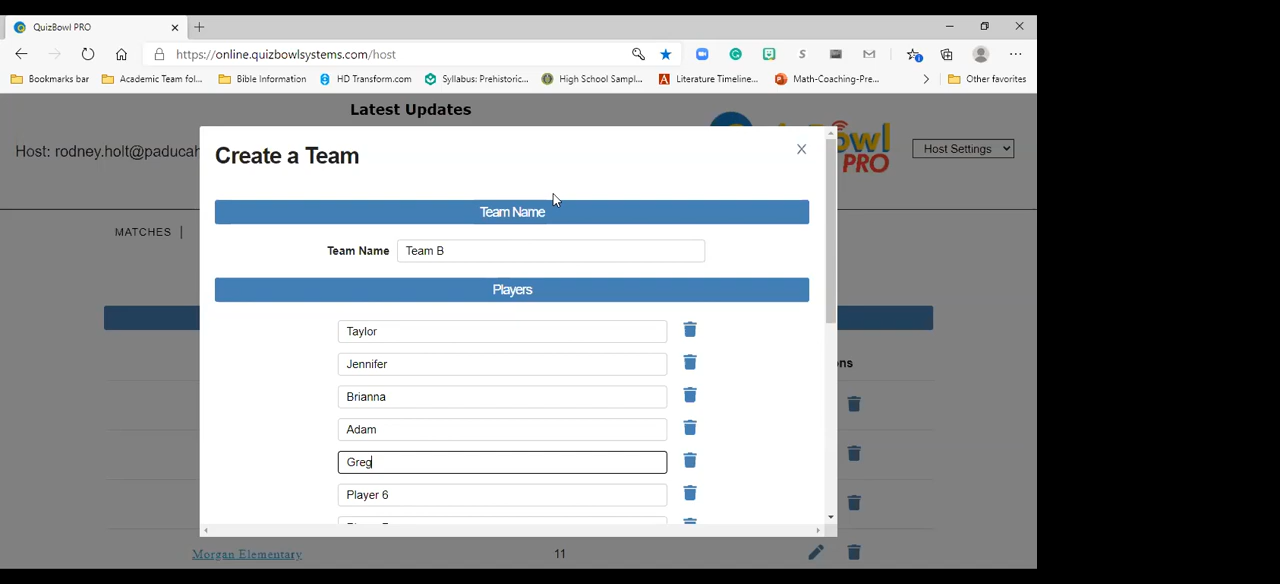 QuizBowl PRO
https://online.quizbowlsystems.com/host
Bookmarks bar
Academic Team fol...
Bible Information
HD Transform.com
Syllabus: Prehistoric...
High School Sampl...
Literature Timeline...
Math-Coaching-Pre...
Other favorites
Latest Updates
Host: rodney.holt@paducah
owl
PRO
Host Settings
MATCHES |
Create a Team
Team Name
Team Name Team B
Players
Taylor
Jennifer
Brianna
Adam
Greg
Player 6
ns
Morgan Elementary 11